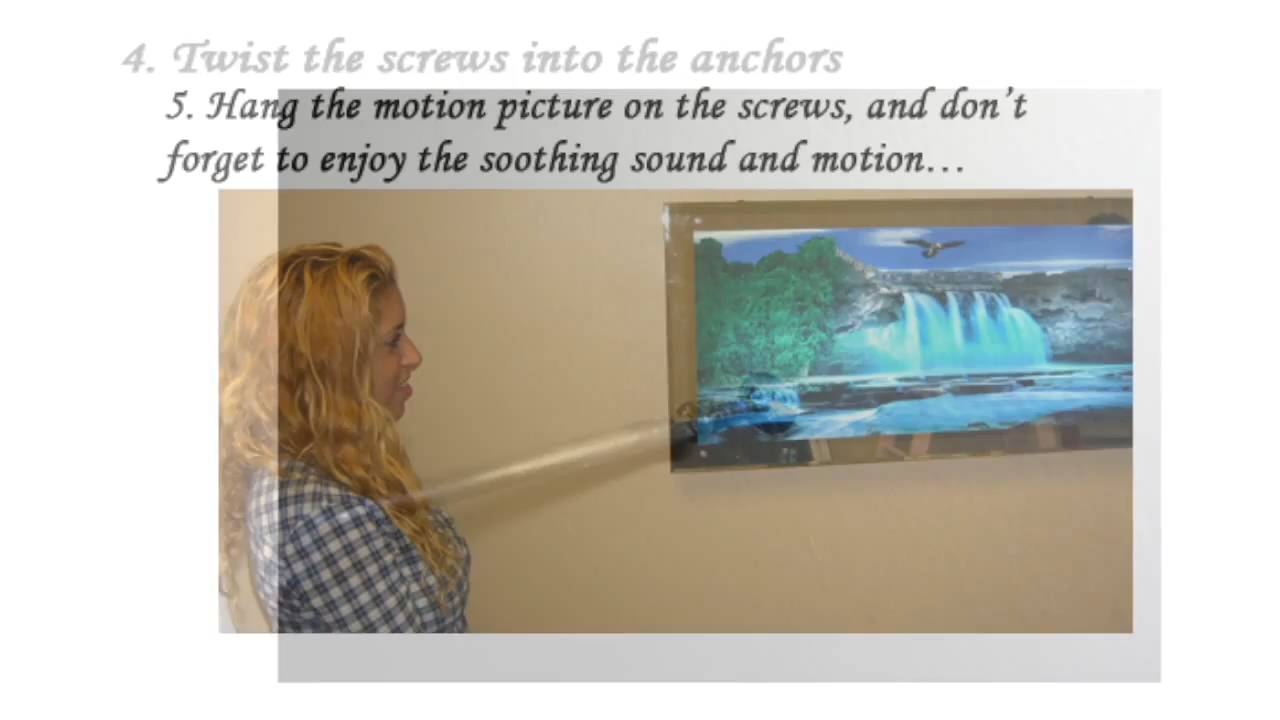 4. Twist the screws into the anchors
5. Hang the motion picture on the screws, and don't
forget to enjoy the soothing sound and motion...